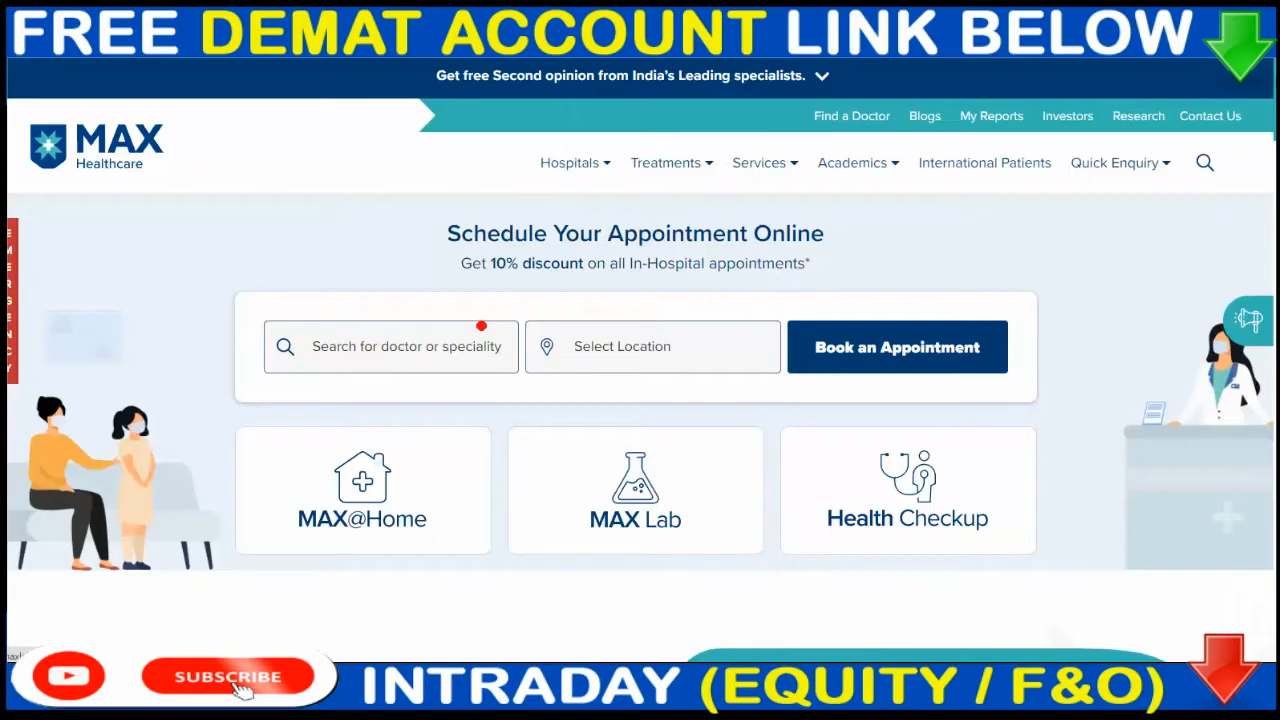 FREE DEMAT ACCOUNT LINK BELOW
Get free Second opinion from India's Leading specialists.
Find a Doctor Blogs My Reports Investors Research Contact Us
MAX
Healthcare
Hospitals Treatments Services Academics International Patients Quick Enquiry
Schedule Your Appointment Online
Get 10% discount on all In-Hospital appointments*
Search for doctor or speciality
Select Location
Book an Appointment
MAX@Home
MAX Lab
Health Checkup
SUBSCRIBE
INTRADAY (EQUITY / F&O)